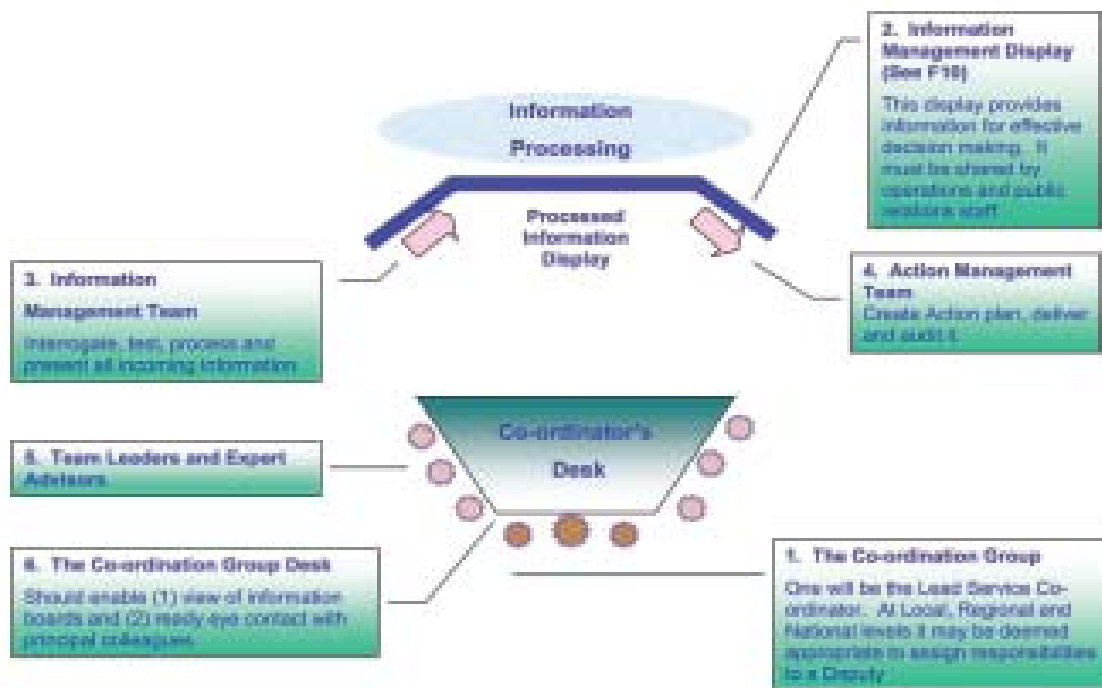 2. Information
Management Display
(See F10)
This display provides
information for effective
decision making. It
must be shared by
operations and public
relations staff
Information
Processing
Processed
Information
Display
3. Information
Management Team
Interrogate, test, process and
present all incoming information
4. Action Management
Team
Create Action plan, deliver
and audit it.
Co-ordinator's
Desk
5. Team Leaders and Expert
Advisors
6. The Co-ordination Group Desk
Should enable (1) view of information
boards and (2) ready eye contact with
principal colleagues
1. The Co-ordination Group
One will be the Lead Service Co-
ordinator. At Local, Regional and
National levels it may be deemed
appropriate to assign responsibilities
to a Deputy